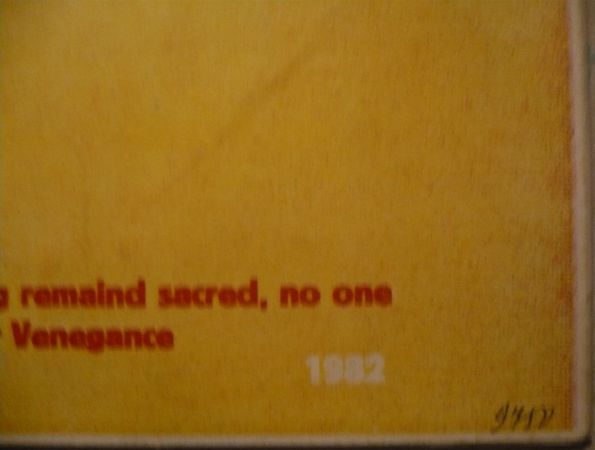 g remaind sacred, no one
Venegance
1982